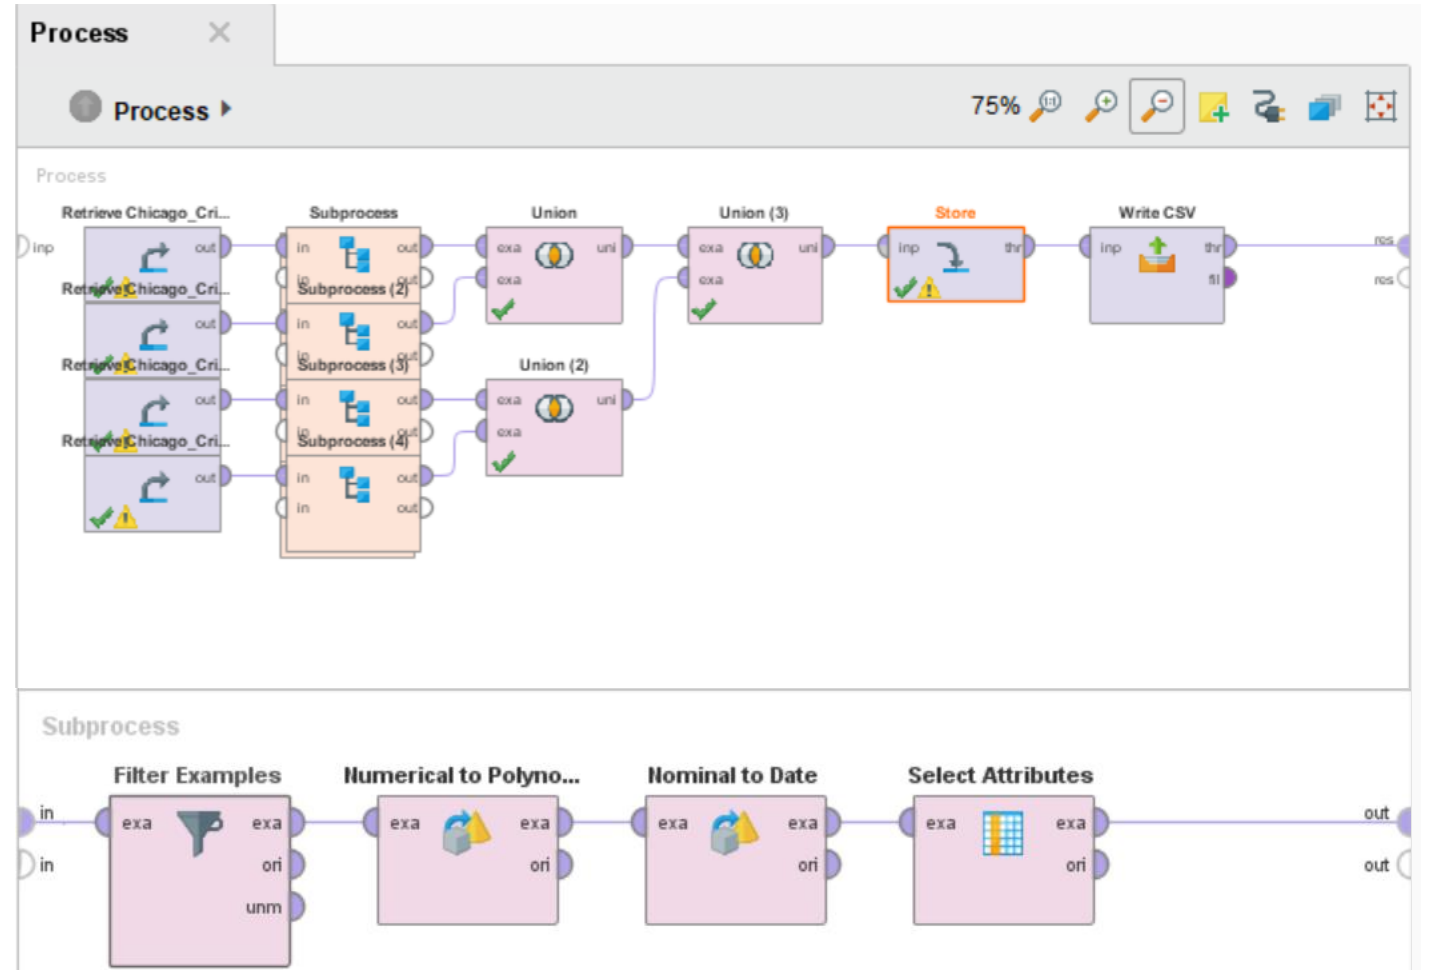 Process
Process
75%
Process
Retrieve Chicago_Cri...
Subprocess
Union
Union (3)
Store
Write CSV
inp
out
in
out
exa
uni
exa
uni
inp
thr
inp
thr
res
in
out
exa
exa
fil
res
Retrieve Chicago_Cri...
Subprocess (2)
out
in
out
in
out
Retrieve Chicago_Cri...
Subprocess (3)
Union (2)
out
in
out
exa
uni
in
out
exa
Retrieve Chicago_Cri...
Subprocess (4)
out
in
out
in
out
Subprocess
Filter Examples
Numerical to Polyno...
Nominal to Date
Select Attributes
in
exa
exa
exa
exa
exa
exa
exa
exa
out
in
ori
ori
ori
ori
out
unm